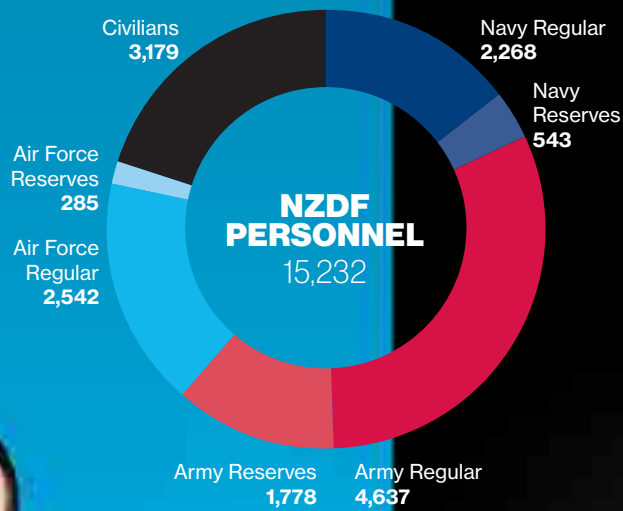 Civilians
3,179
Navy Regular
2,268
Navy
Reserves
543
Air Force
Reserves
285
Air Force
Regular
2,542
NZDF
PERSONNEL
15,232
Army Reserves
1,778
Army Regular
4,637